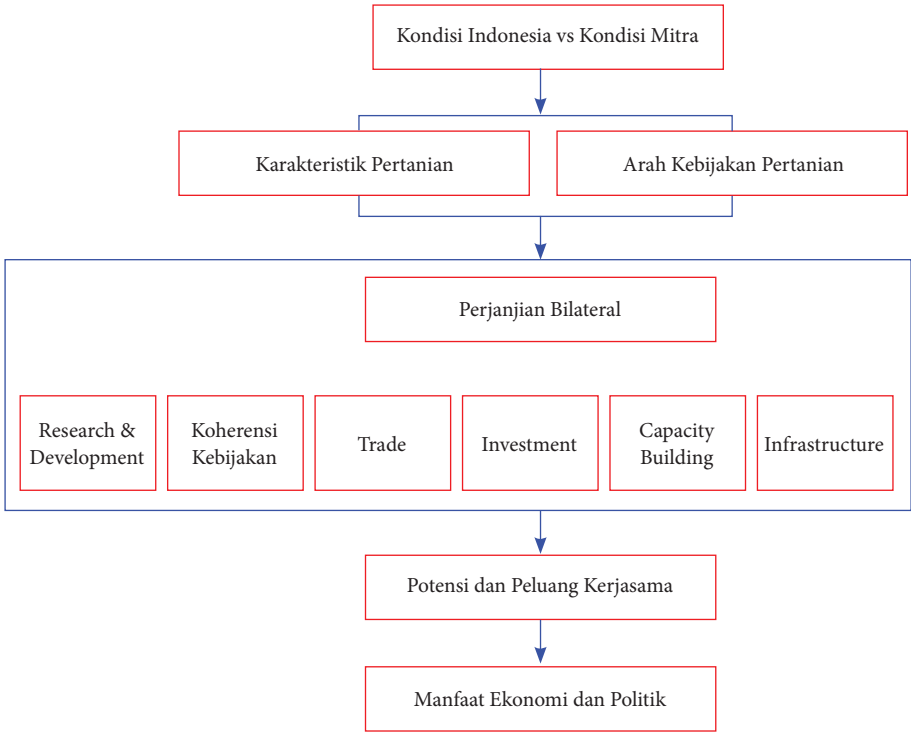 Kondisi Indonesia vs Kondisi Mitra
Karakteristik Pertanian
Arah Kebijakan Pertanian
Perjanjian Bilateral
Research &
Development
Koherensi
Kebijakan
Trade
Investment
Capacity
Building
Infrastructure
Potensi dan Peluang Kerjasama
Manfaat Ekonomi dan Politik